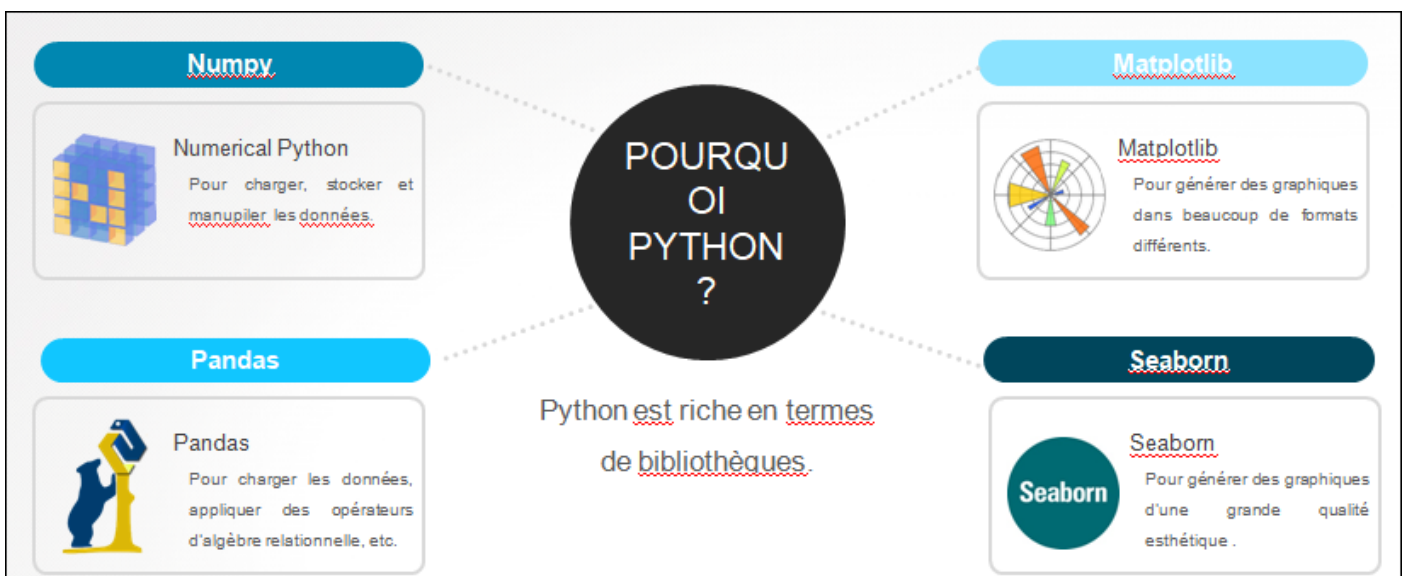 Numpy
Numerical Python
Pour charger, stocker et
manupiler les données.
Matplotlib
Matplotlib
Pour générer des graphiques
dans beaucoup de formats
différents.
POURQU
OI
PYTHON
?
Python est riche en termes
de bibliothèques.
Pandas
Pandas
Pour charger les données,
appliquer des opérateurs
d'algèbre relationnelle, etc.
Seaborn
Seaborn
Seaborn
Pour générer des graphiques
d'une grande qualité
esthétique .